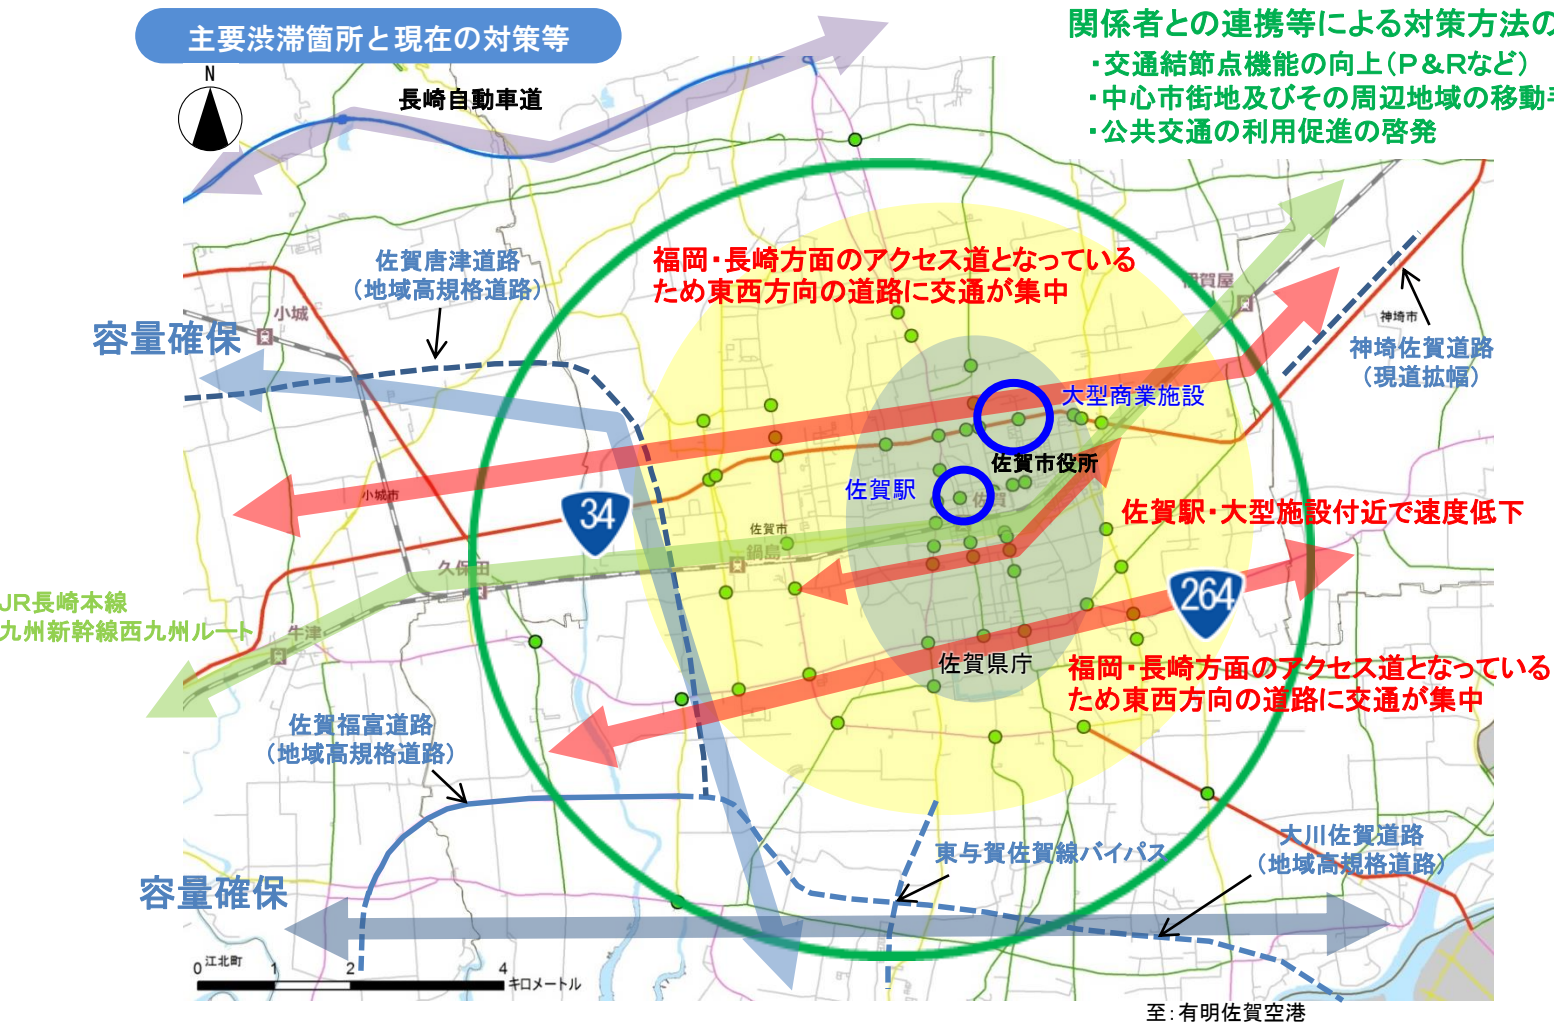 主要渋滞箇所と現在の対策等
関係者との連携等による対策方法の
・交通結節点機能の向上(P&Rなど)
・中心市街地及びその周辺地域の移動
・公共交通の利用促進の啓発
N
長崎自動車道
佐賀唐津道路
(地域高規格道路)
福岡・長崎方面のアクセス道となっている
ため東西方向の道路に交通が集中
伊賀屋
小城
容量確保
神埼市
神埼佐賀道路
(現道拡幅)
大型商業施設
佐賀市役所
佐賀駅
佐賀
小城市
34
佐賀市
鍋島
佐賀駅・大型施設付近で速度低下
久保田
264
JR長崎本線
九州新幹線西九州ルート
牛津
佐賀県庁
福岡・長崎方面のアクセス道となっている
ため東西方向の道路に交通が集中
佐賀福富道路
(地域高規格道路)
東与賀佐賀線バイパス
大川佐賀道路
(地域高規格道路)
容量確保
江北町
0 1 2 4
キロメートル
至:有明佐賀空港